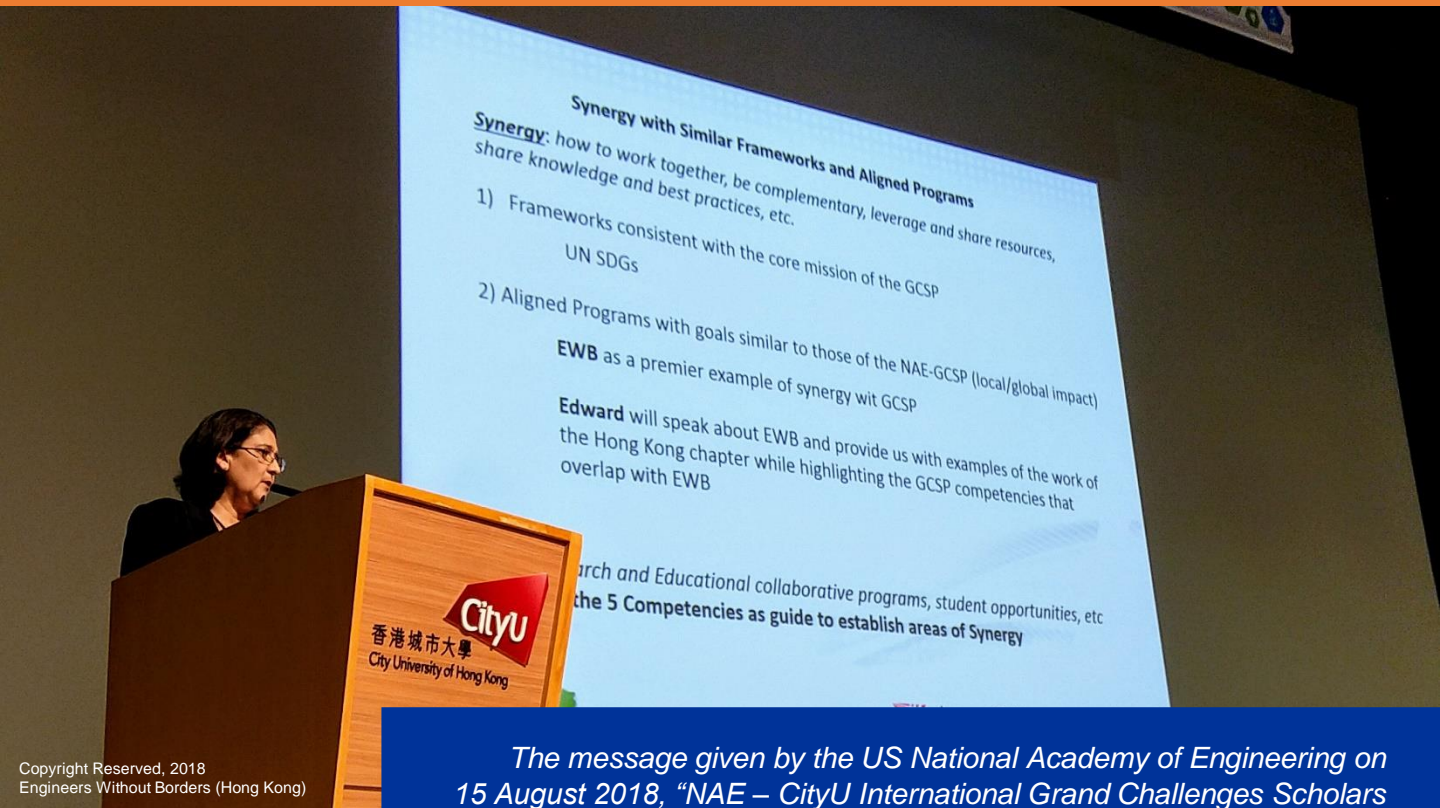 Synergy with Similar Frameworks and Aligned Programs
Synergy: how to work together, be complementary, leverage and share resources,
share knowledge and best practices, etc.
1) Frameworks consistent with the core mission of the GCSP
UN SDGs
2) Aligned Programs with goals similar to those of the NAE-GCSP (local/global impact)
EWB as a premier example of synergy wit GCSP
Edward will speak about EWB and provide us with examples of the work of
the Hong Kong chapter while highlighting the GCSP competencies that
overlap with EWB
arch and Educational collaborative programs, student opportunities, etc
the 5 Competencies as guide to establish areas of Synergy
CityU
香港城市大學
City University of Hong Kong
Copyright Reserved, 2018
Engineers Without Borders (Hong Kong)
The message given by the US National Academy of Engineering on
15 August 2018, “NAE – CityU International Grand Challenges Scholars